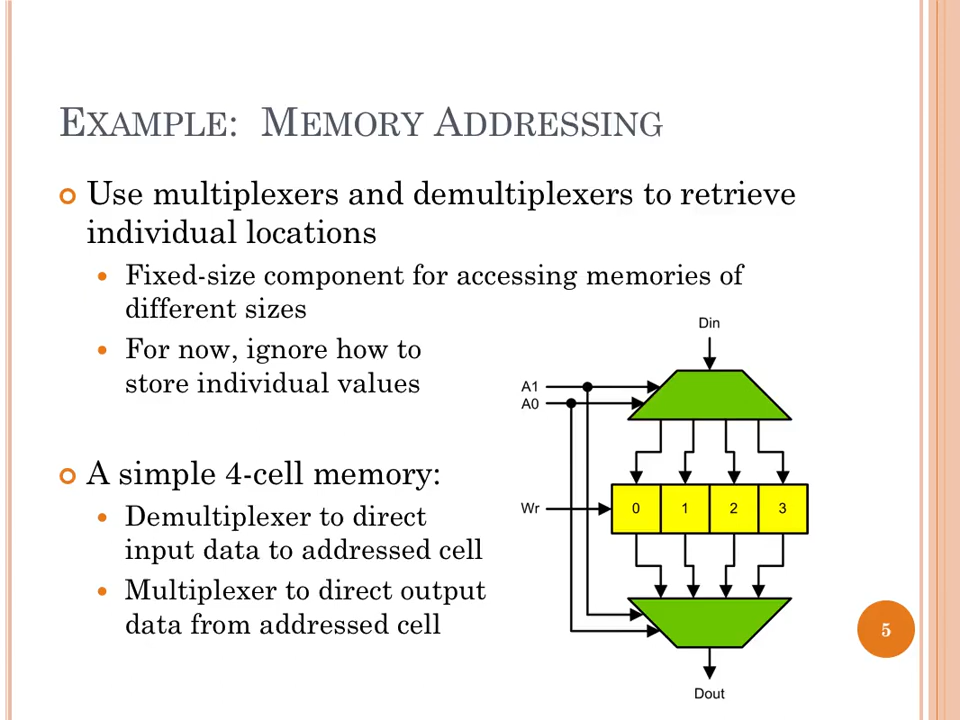 EXAMPLE: MEMORY ADDRESSING
Use multiplexers and demultiplexers to retrieve
individual locations
Fixed-size component for accessing memories of
different sizes
For now, ignore how to
store individual values
A simple 4-cell memory:
Demultiplexer to direct
input data to addressed cell
Multiplexer to direct output
data from addressed cell
Din
A1
A0
Wr
0 1 2 3
Dout
5